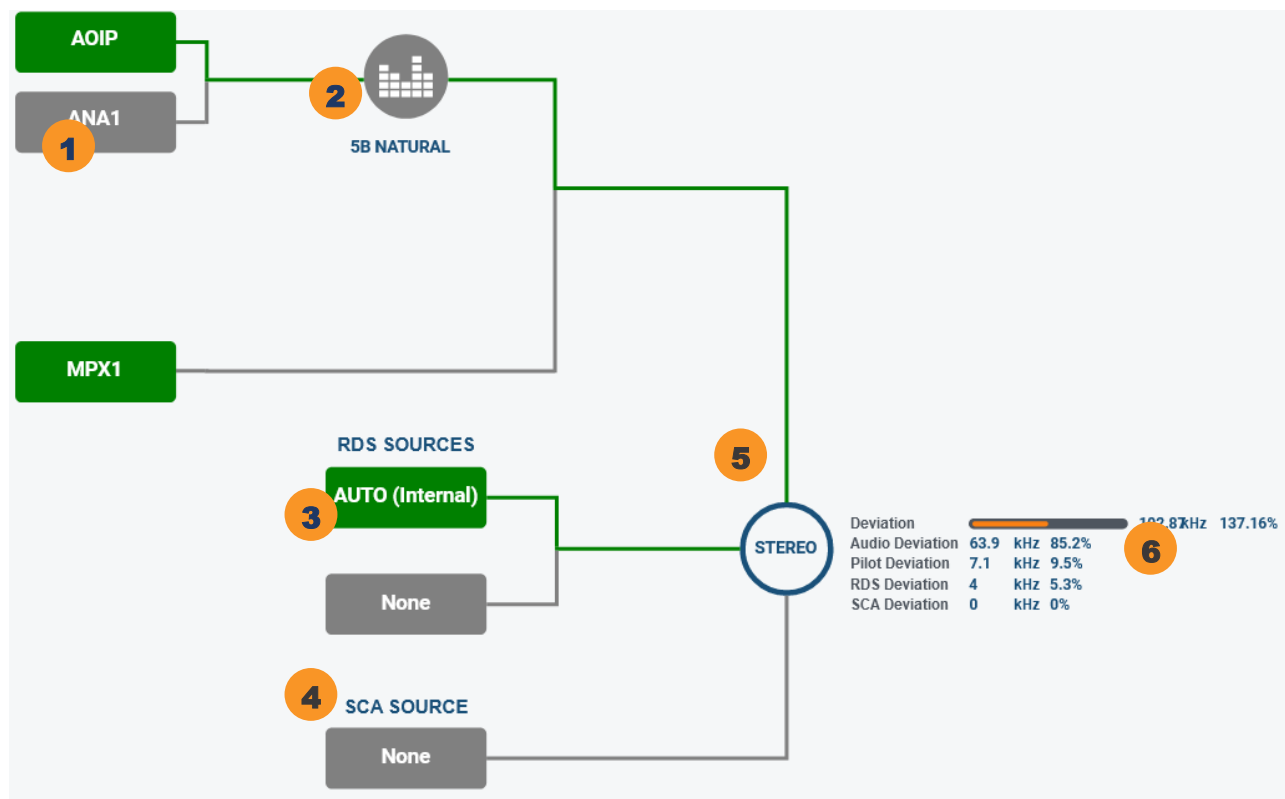 AOIP
ANA1
1
2
5B NATURAL
MPX1
RDS SOURCES
AUTO (Internal)
3
None
4
SCA SOURCE
None
5
STEREO
Deviation 102.87kHz 137.16%
Audio Deviation 63.9 kHz 85.2%
Pilot Deviation 7.1 kHz 9.5%
RDS Deviation 4 kHz 5.3%
SCA Deviation 0 kHz 0%
6